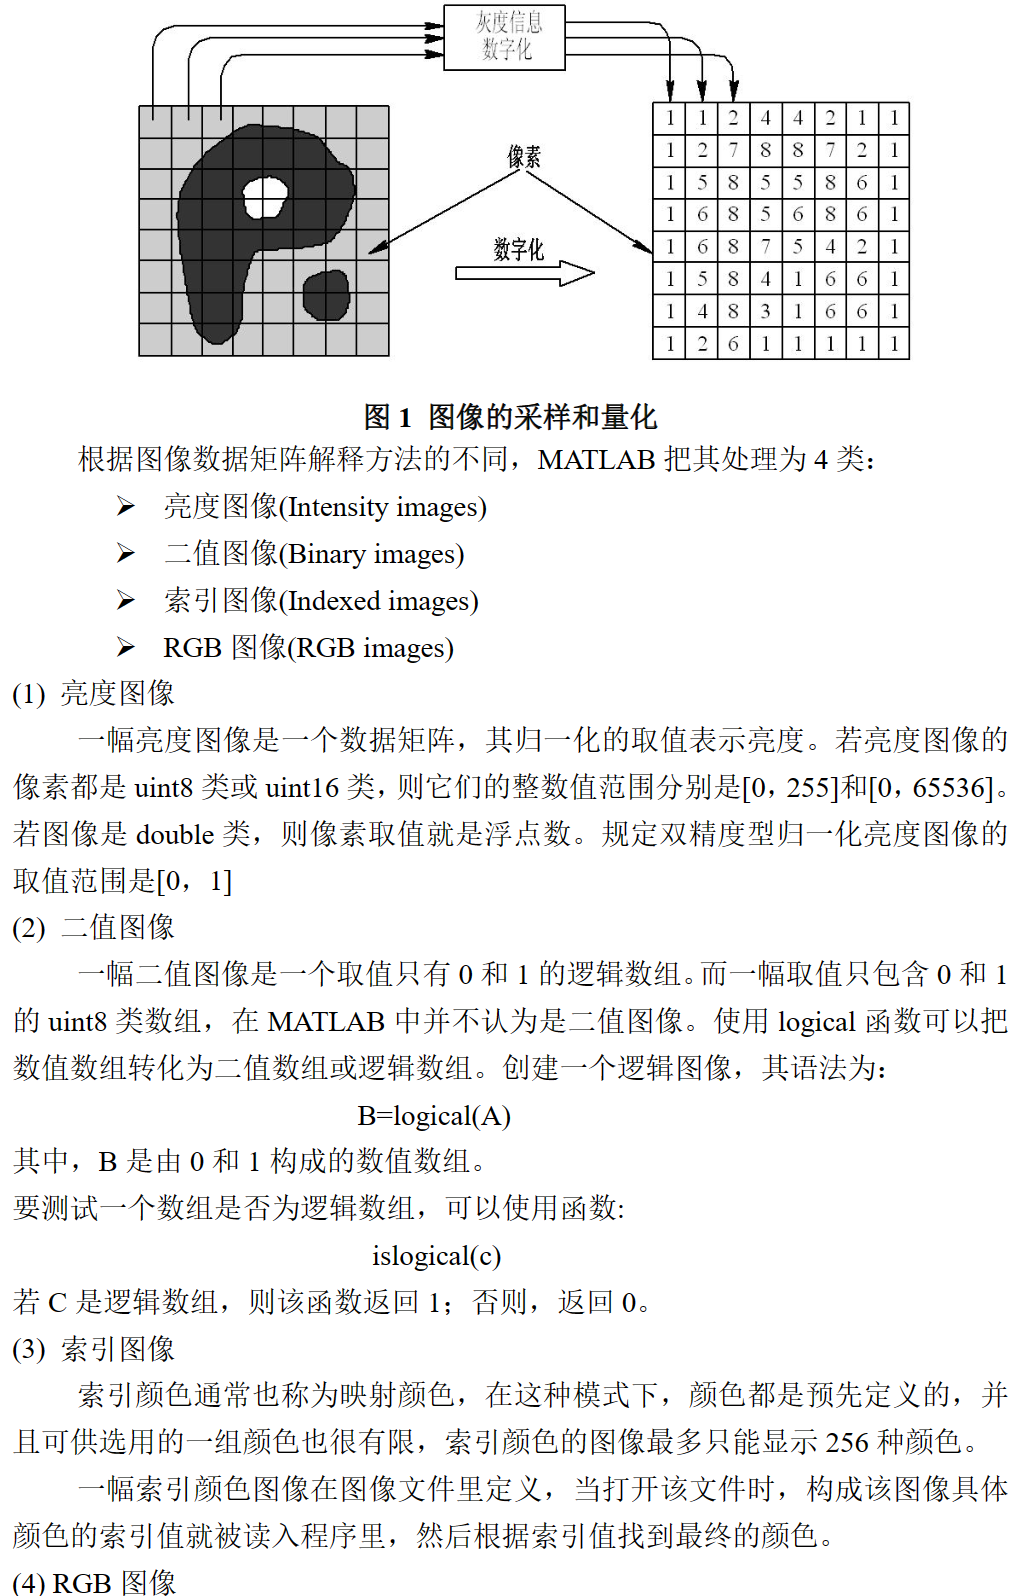 灰度信息
数字化
1 1 2 4 4 2 1 1
1 2 7 8 8 7 2 1
像素
1 5 8 5 5 8 6 1
1 6 8 5 6 8 6 1
数字化
1 6 8 7 5 4 2 1
1 5 8 4 1 6 6 1
1 4 8 3 1 6 6 1
1 2 6 1 1 1 1 1
图 1 图像的采样和量化
根据图像数据矩阵解释方法的不同，MATLAB 把其处理为 4 类：
➢ 亮度图像(Intensity images)
➢ 二值图像(Binary images)
➢ 索引图像(Indexed images)
➢ RGB 图像(RGB images)
(1) 亮度图像
一幅亮度图像是一个数据矩阵，其归一化的取值表示亮度。若亮度图像的
像素都是 uint8 类或 uint16 类，则它们的整数值范围分别是[0，255]和[0，65536]。
若图像是 double 类，则像素取值就是浮点数。规定双精度型归一化亮度图像的
取值范围是[0，1]
(2) 二值图像
一幅二值图像是一个取值只有 0 和 1 的逻辑数组。而一幅取值只包含 0 和 1
的 uint8 类数组，在 MATLAB 中并不认为是二值图像。使用 logical 函数可以把
数值数组转化为二值数组或逻辑数组。创建一个逻辑图像，其语法为：
B=logical(A)
其中，B 是由 0 和 1 构成的数值数组。
要测试一个数组是否为逻辑数组，可以使用函数:
islogical(c)
若 C 是逻辑数组，则该函数返回 1；否则，返回 0。
(3) 索引图像
索引颜色通常也称为映射颜色，在这种模式下，颜色都是预先定义的，并
且可供选用的一组颜色也很有限，索引颜色的图像最多只能显示 256 种颜色。
一幅索引颜色图像在图像文件里定义，当打开该文件时，构成该图像具体
颜色的索引值就被读入程序里，然后根据索引值找到最终的颜色。
(4) RGB 图像